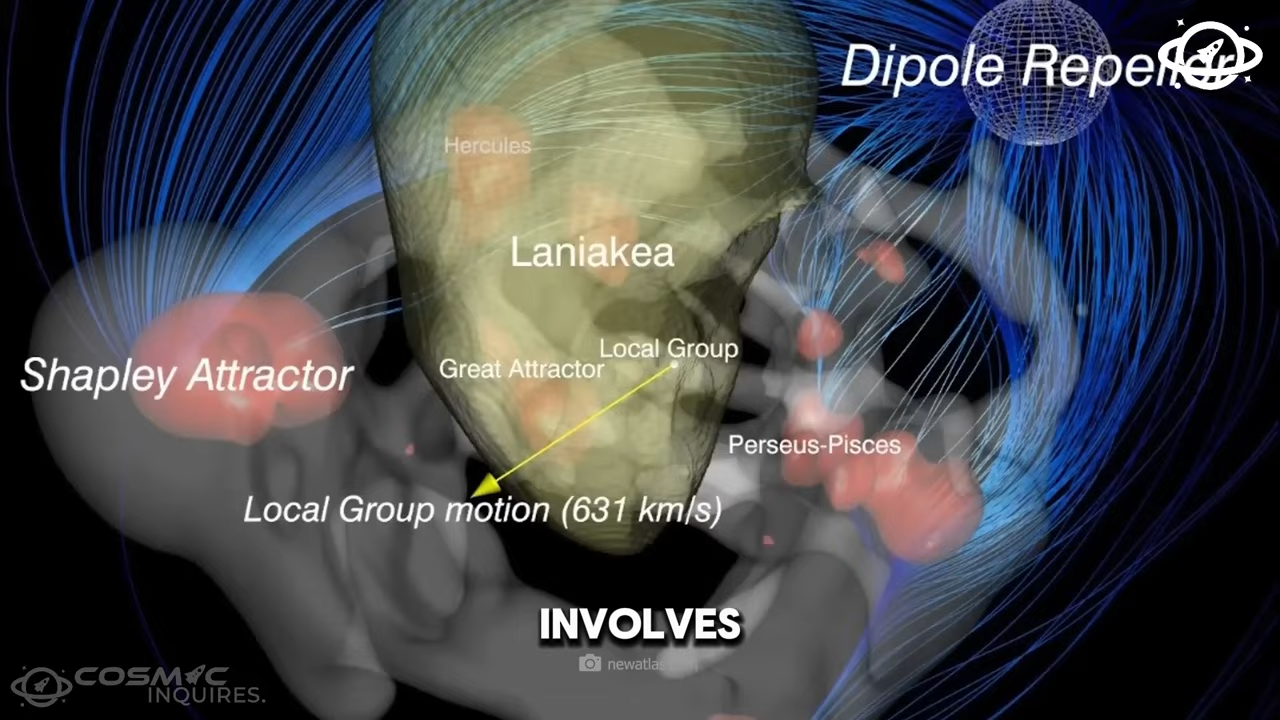 Dipole Repeller
Hercules
Laniakea
Local Group
Great Attractor
Shapley Attractor
Perseus-Pisces
Local Group motion (631 km/s)
INVOLVES
COSMIC
INQUIRES.